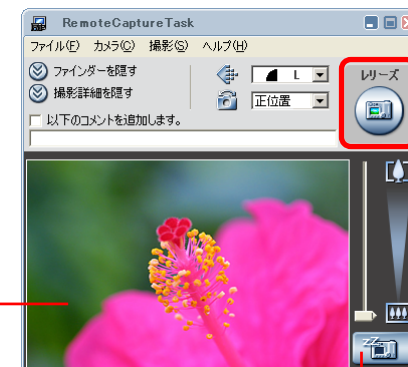 RemoteCaptureTask
ファイル(F) カメラ(C) 撮影(S) ヘルプ(H)
ファインダーを隠す
L
レリーズ
撮影詳細を隠す
正位置
以下のコメントを追加します。